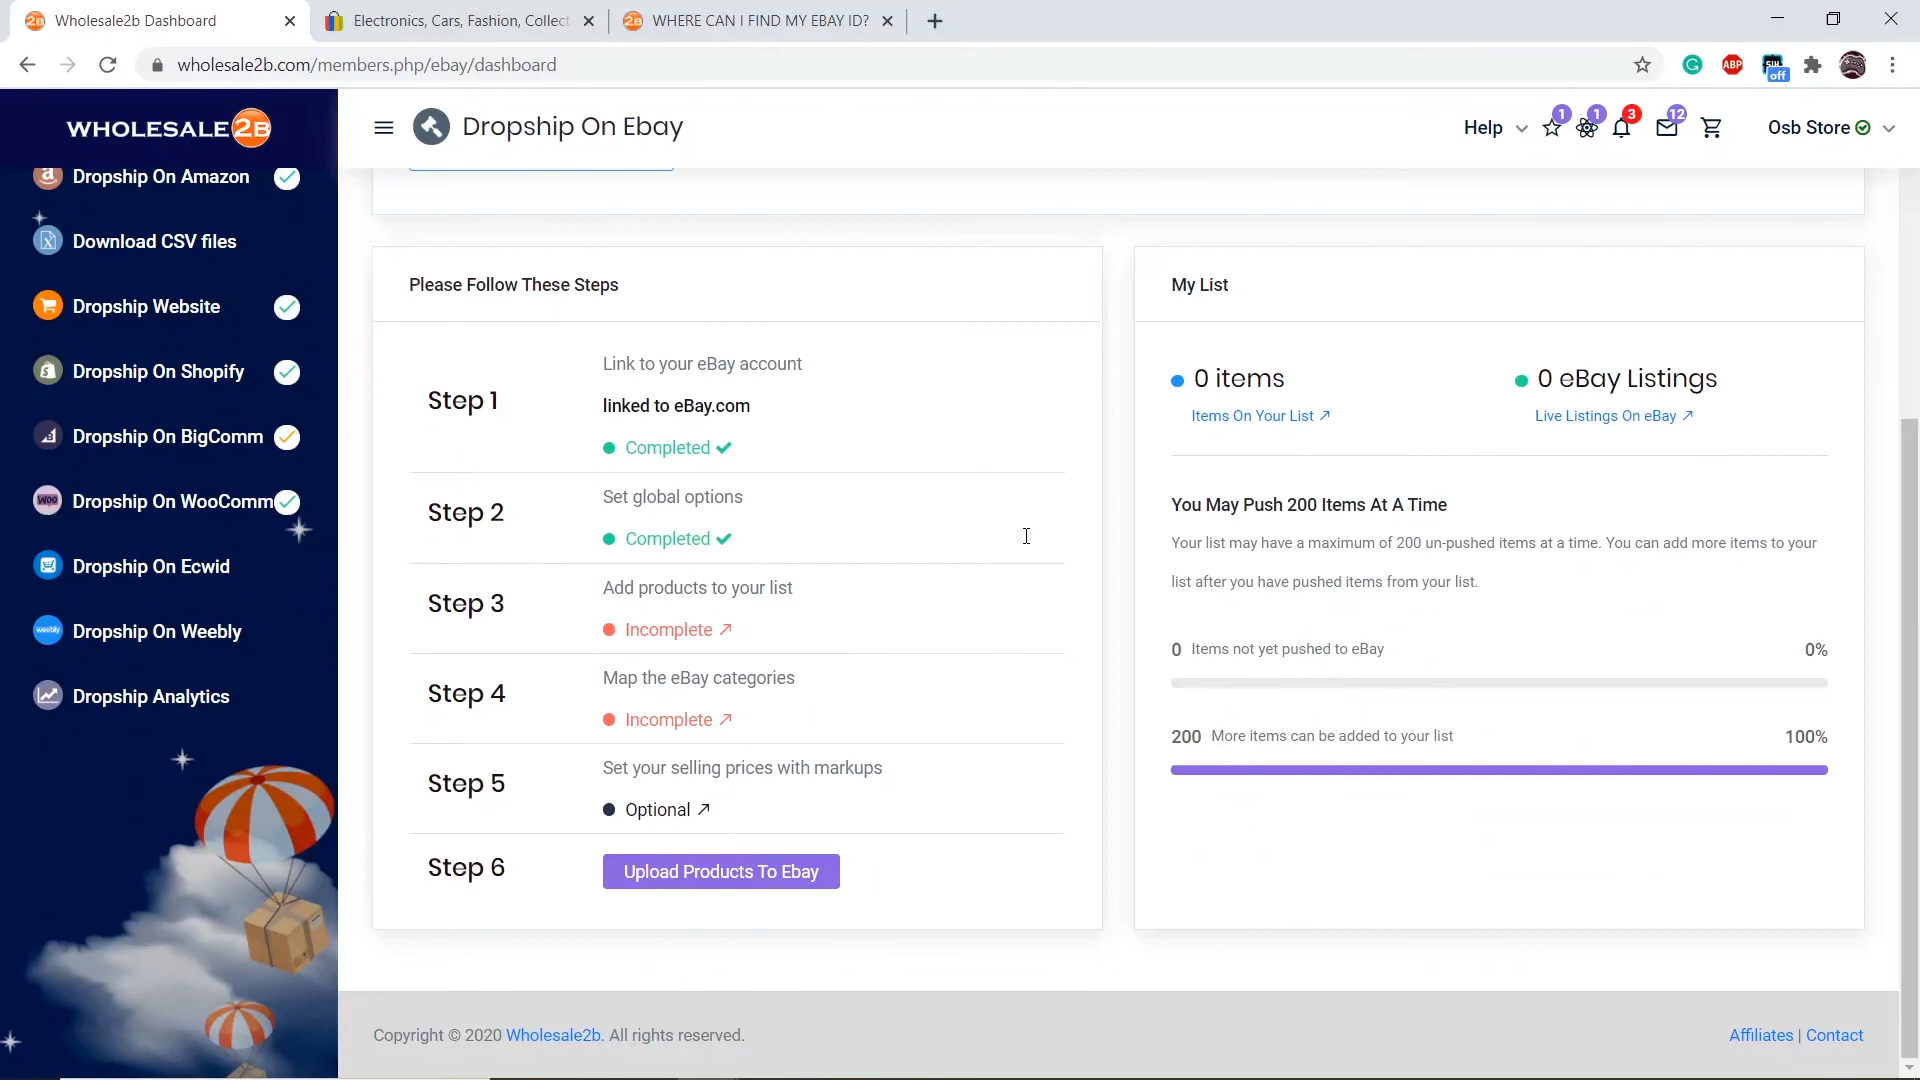 Wholesale2b Dashboard
Electronics, Cars, Fashion, Collect
WHERE CAN I FIND MY EBAY ID?
wholesale2b.com/members.php/ebay/dashboard
ABP
off
WHOLESALE2B
Dropship On Ebay
Help
1
1
3
12
Osb Store
Dropship On Amazon
Download CSV files
Dropship Website
Dropship On Shopify
Dropship On BigComm
Dropship On WooComm
Dropship On Ecwid
Dropship On Weebly
Dropship Analytics
Please Follow These Steps
Step 1
Link to your eBay account
linked to eBay.com
Completed
Step 2
Set global options
Completed
Step 3
Add products to your list
Incomplete
Step 4
Map the eBay categories
Incomplete
Step 5
Set your selling prices with markups
Optional
Step 6
Upload Products To Ebay
My List
0 items
Items On Your List
0 eBay Listings
Live Listings On eBay
You May Push 200 Items At A Time
Your list may have a maximum of 200 un-pushed items at a time. You can add more items to your
list after you have pushed items from your list.
0 Items not yet pushed to eBay 0%
200 More items can be added to your list 100%
Copyright © 2020 Wholesale2b. All rights reserved.
Affiliates | Contact